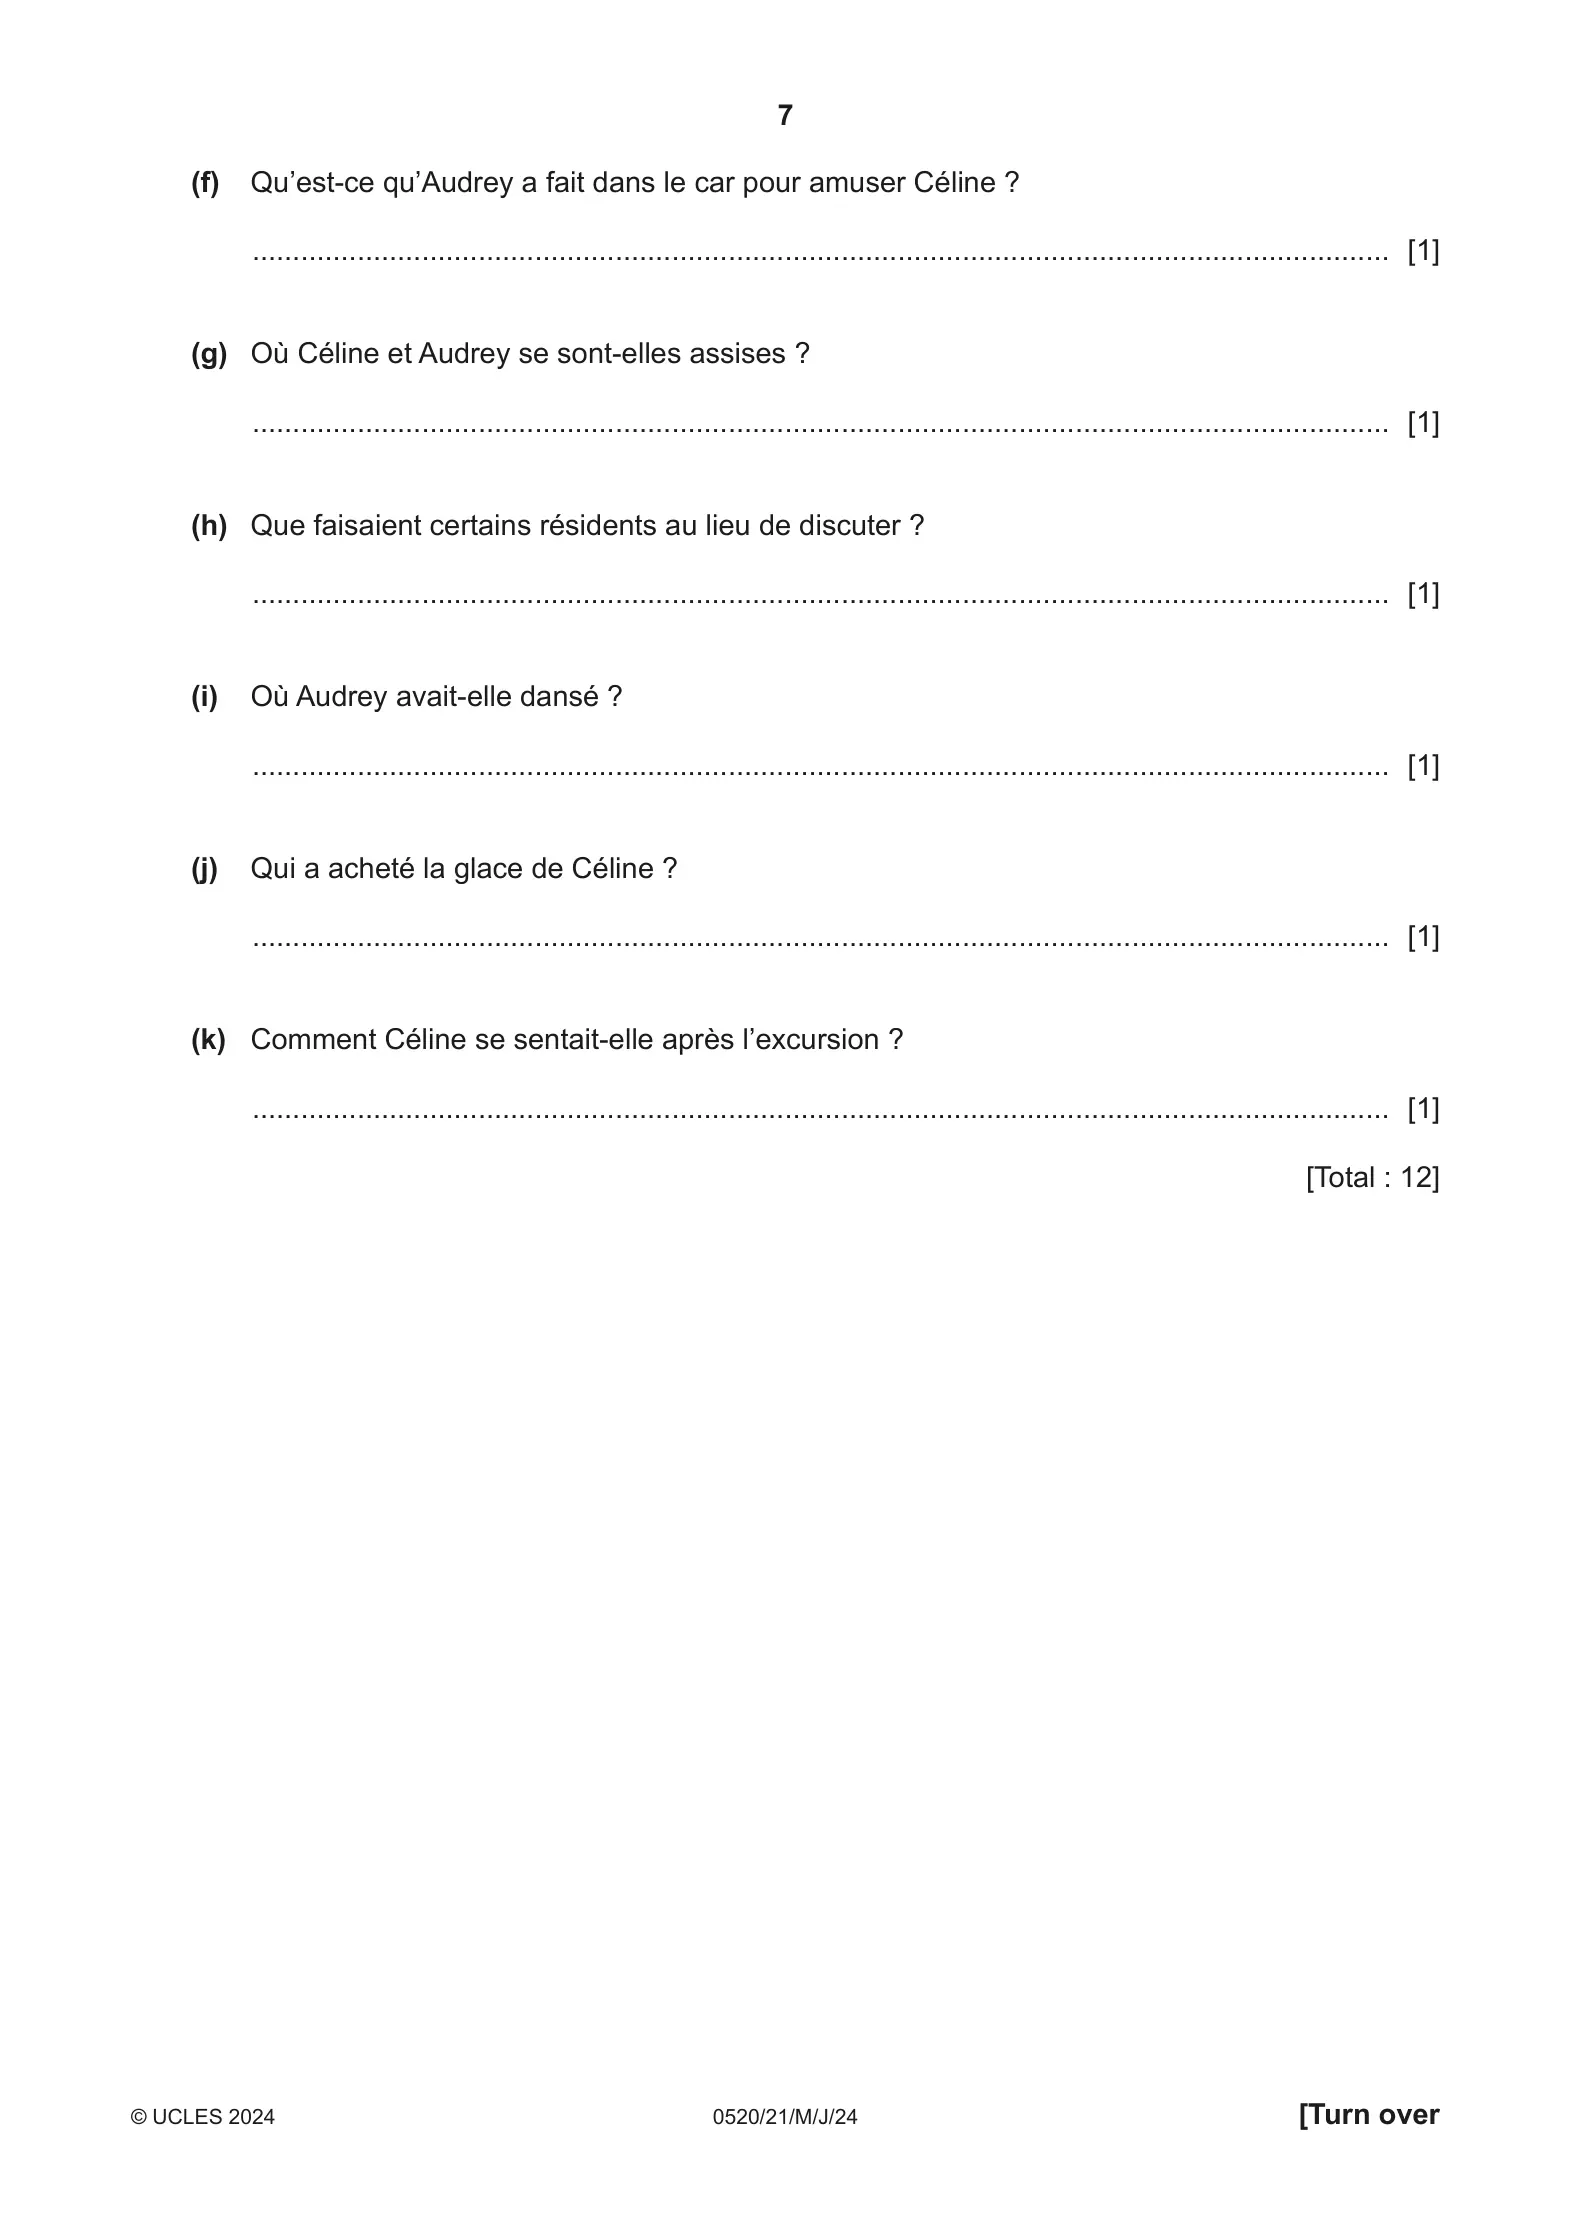 7
(f) Qu’est-ce qu’Audrey a fait dans le car pour amuser Céline ?
.......................................................................................................................................... [1]
(g) Où Céline et Audrey se sont-elles assises ?
.......................................................................................................................................... [1]
(h) Que faisaient certains résidents au lieu de discuter ?
.......................................................................................................................................... [1]
(i) Où Audrey avait-elle dansé ?
.......................................................................................................................................... [1]
(j) Qui a acheté la glace de Céline ?
.......................................................................................................................................... [1]
(k) Comment Céline se sentait-elle après l’excursion ?
.......................................................................................................................................... [1]
[Total : 12]
© UCLES 2024 0520/21/M/J/24 [Turn over